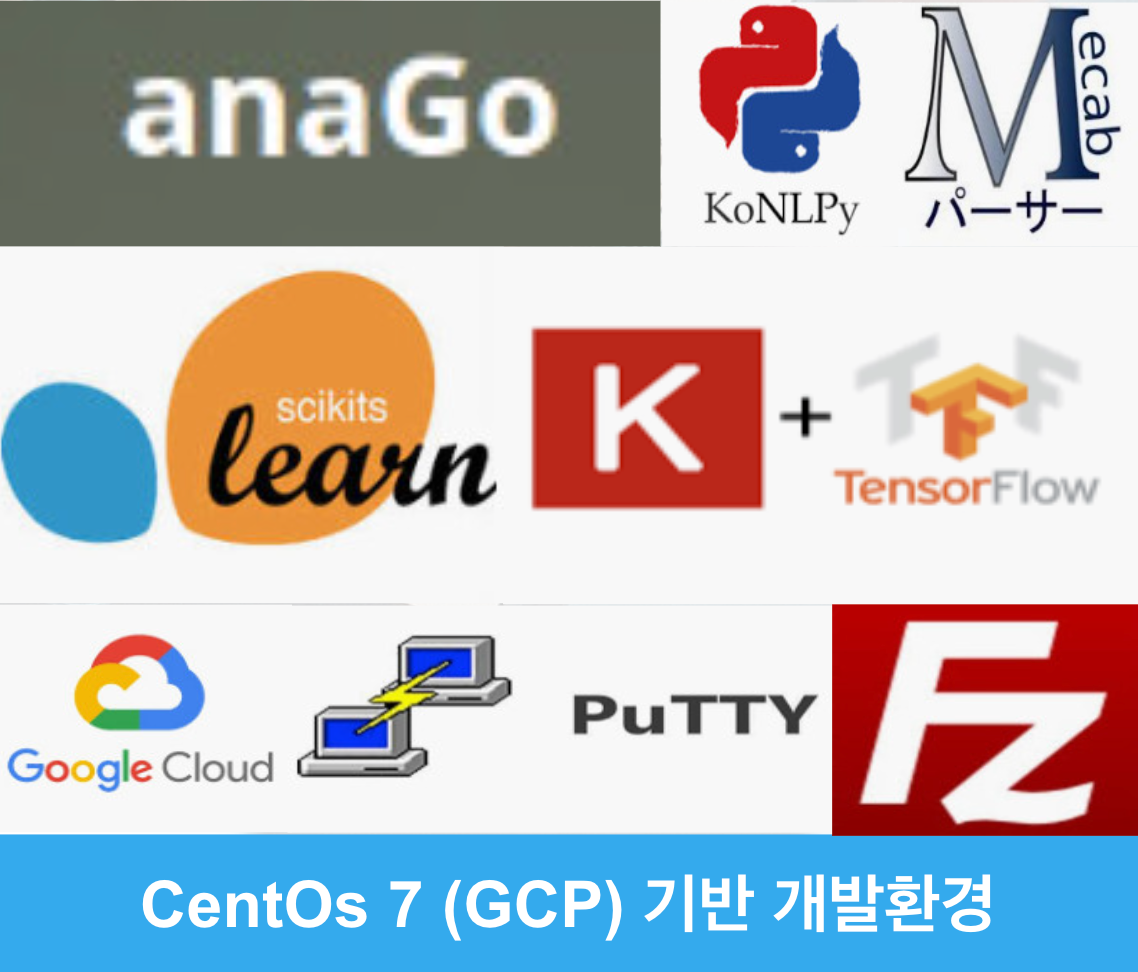 anaGo
KoNLPy
Mecab
パーサー
scikits
learn
K
+
TensorFlow
Google Cloud
PuTTY
FZ
CentOs 7 (GCP) 기반 개발환경